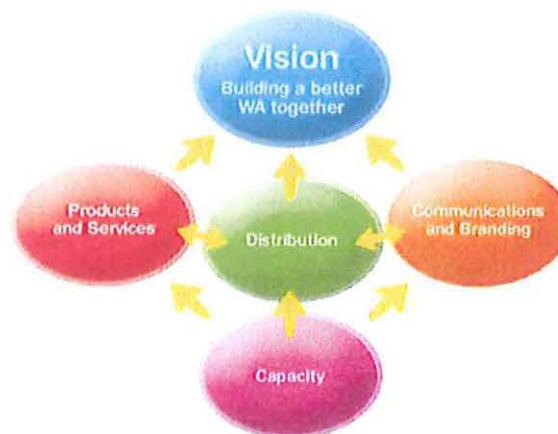 Vision
Building a better
WA together
Products
and Services
Distribution
Communications
and Branding
Capacity